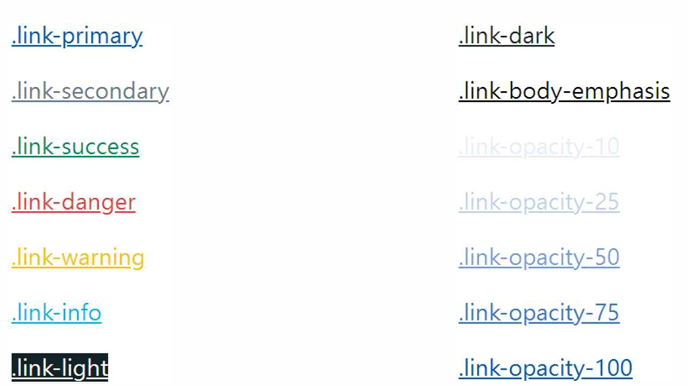 .link-primary
.link-secondary
.link-success
.link-danger
.link-warning
.link-info
.link-light
.link-dark
.link-body-emphasis
.link-opacity-10
.link-opacity-25
.link-opacity-50
.link-opacity-75
.link-opacity-100